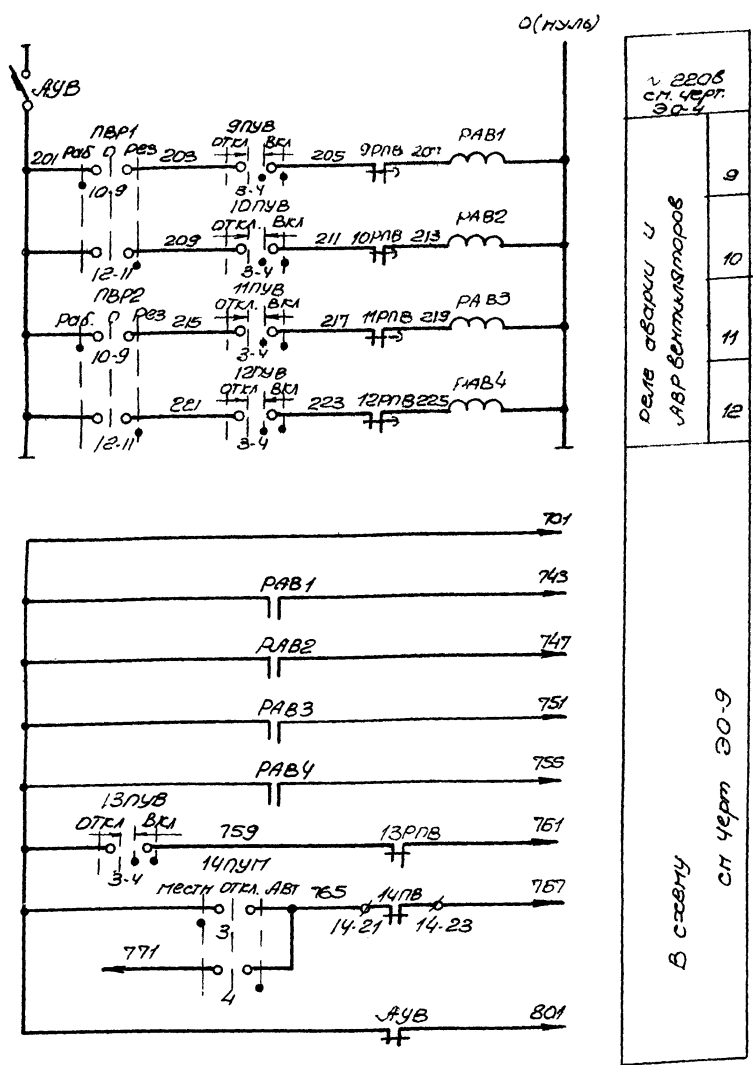 0(нуль)
АУВ
~ 220в
см. черт.
ЭО-4
ПВР1
9ПУВ
Раб 0 Рез
ОТКЛ ВКЛ
201
203
205
9РПВ
207
РАВ1
10-9
3-4
10ПУВ
ОТКЛ. ВКЛ
209
211
10РПВ
213
РАВ2
12-11
3-4
ПВР2
11ПУВ
Раб. 0 Рез
ОТКЛ. ВКЛ
215
217
11РПВ
219
РАВ3
10-9
3-4
12ПУВ
ОТКЛ ВКЛ
221
223
12РПВ
225
РАВ4
12-11
3-4
Реле аварии и
АВР вентиляторов
9
10
11
12
701
РАВ1
743
РАВ2
747
РАВ3
751
РАВ4
755
13ПУВ
ОТКЛ ВКЛ
759
13РПВ
761
3-4
14ПУМ
местн ОТКЛ. АВТ
765
14ПВ
767
3
14-21
14-23
771
4
АУВ
801
В схему
см черт ЭО-9